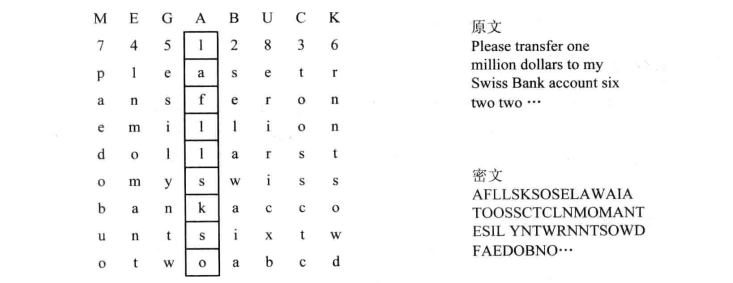 M E G A B U C K
7 4 5 1 2 8 3 6
p l e a s e t r
a n s f e r o n
e m i l l i o n
d o l l a r s t
o m y s w i s s
b a n k a c c o
u n t s i x t w
o t w o a b c d
原文
Please transfer one
million dollars to my
Swiss Bank account six
two two …
密文
AFLLSKSOSELAWAIA
TOOSSCTCLNMOMANT
ESIL YNTWRNNTSOWD
FAEDOBNO…